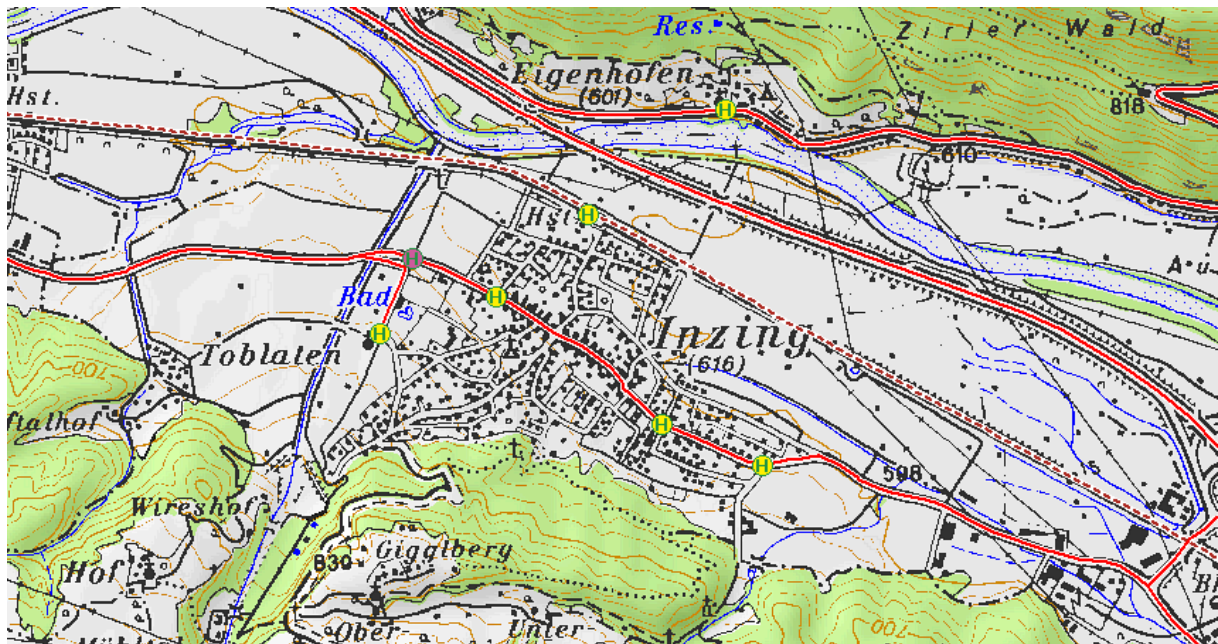 Res.
Zirler Wald
Eigenhofen
(601)
H
818
Hst.
610
Hst.
H
A u
H
H
Bad
H
Toblaten
Inzing
(616)
700
ftalhof
H
H
598
Wireshof
Gigglberg
830
Hof
Ober
Unter
700